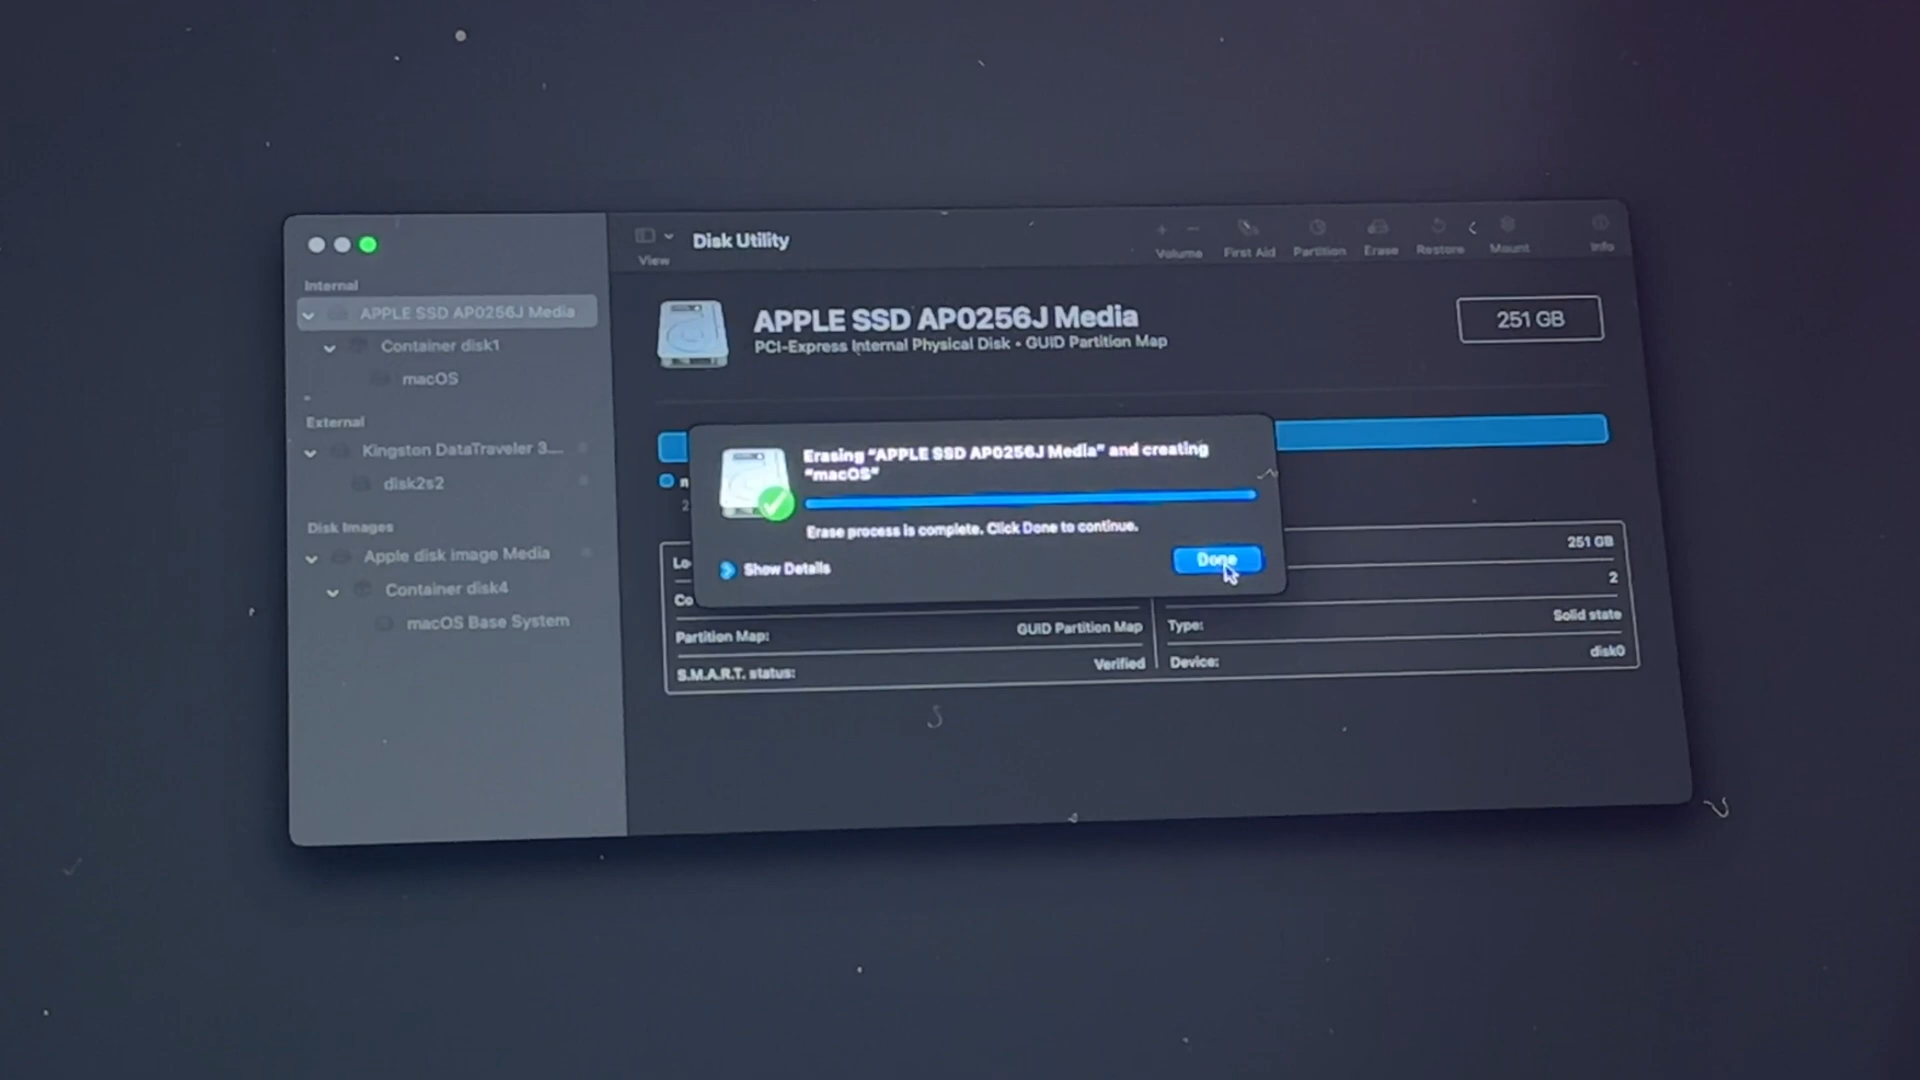 Internal
APPLE SSD AP0256J Media
Container disk1
macOS
External
Kingston DataTraveler 3....
disk2s2
Disk Images
Apple disk image Media
Container disk4
macOS Base System
View
Disk Utility
Volume
First Aid
Partition
Erase
Restore
Mount
Info
APPLE SSD AP0256J Media
PCI-Express Internal Physical Disk • GUID Partition Map
251 GB
Erasing “APPLE SSD AP0256J Media” and creating
“macOS”
Erase process is complete. Click Done to continue.
Show Details
Done
Lo
251 GB
Co
2
Partition Map:
GUID Partition Map
Type:
Solid state
S.M.A.R.T. status:
Verified
Device:
disk0